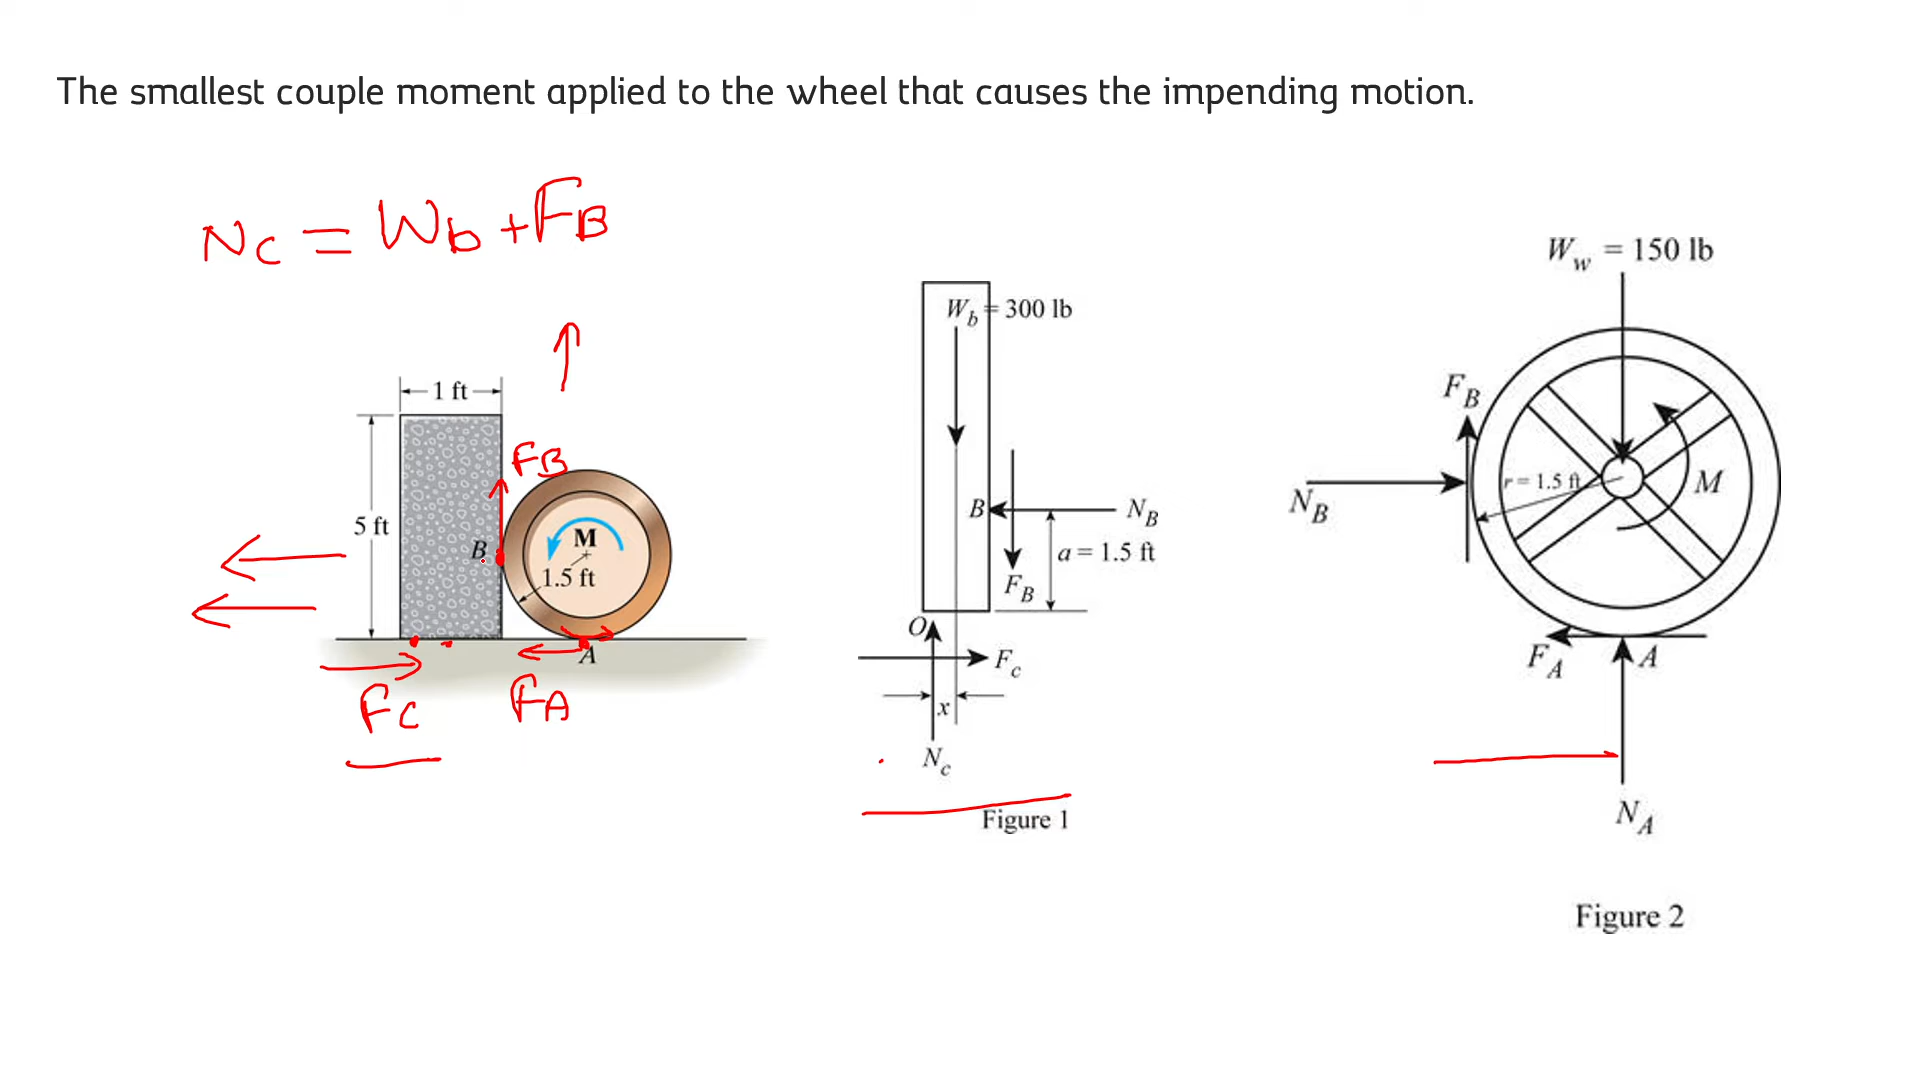 The smallest couple moment applied to the wheel that causes the impending motion.
Nc = Wb + FB
1 ft
5 ft
FB
B
M
1.5 ft
A
Fc
FA
Wb = 300 lb
B
NB
a = 1.5 ft
FB
O
Fc
x
Nc
Figure 1
Ww = 150 lb
FB
NB
r = 1.5 ft
M
FA
A
NA
Figure 2